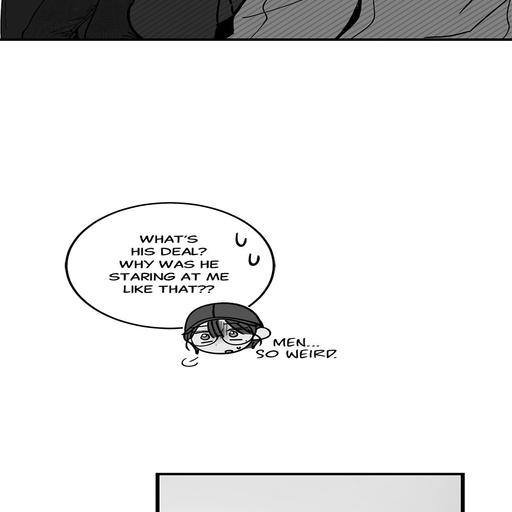 WHAT'S
HIS DEAL?
WHY WAS HE
STARING AT ME
LIKE THAT??
MEN...
SO WEIRD.